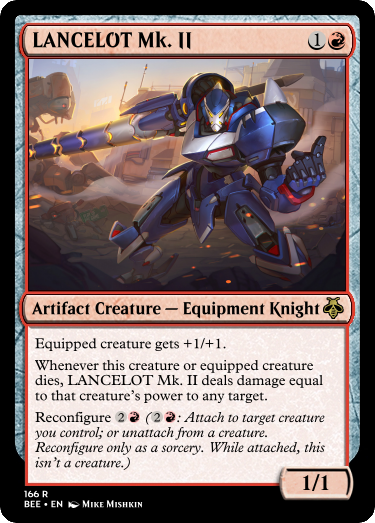 LANCELOT Mk. II 1
Artifact Creature — Equipment Knight
Equipped creature gets +1/+1.
Whenever this creature or equipped creature
dies, LANCELOT Mk. II deals damage equal
to that creature's power to any target.
Reconfigure 2 (2: Attach to target creature
you control; or unattach from a creature.
Reconfigure only as a sorcery. While attached, this
isn't a creature.)
1/1
166 R
BEE • EN Mike Mishkin